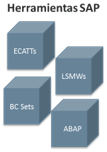 Herramientas SAP
ECATTs
LSMWs
BC Sets
ABAP